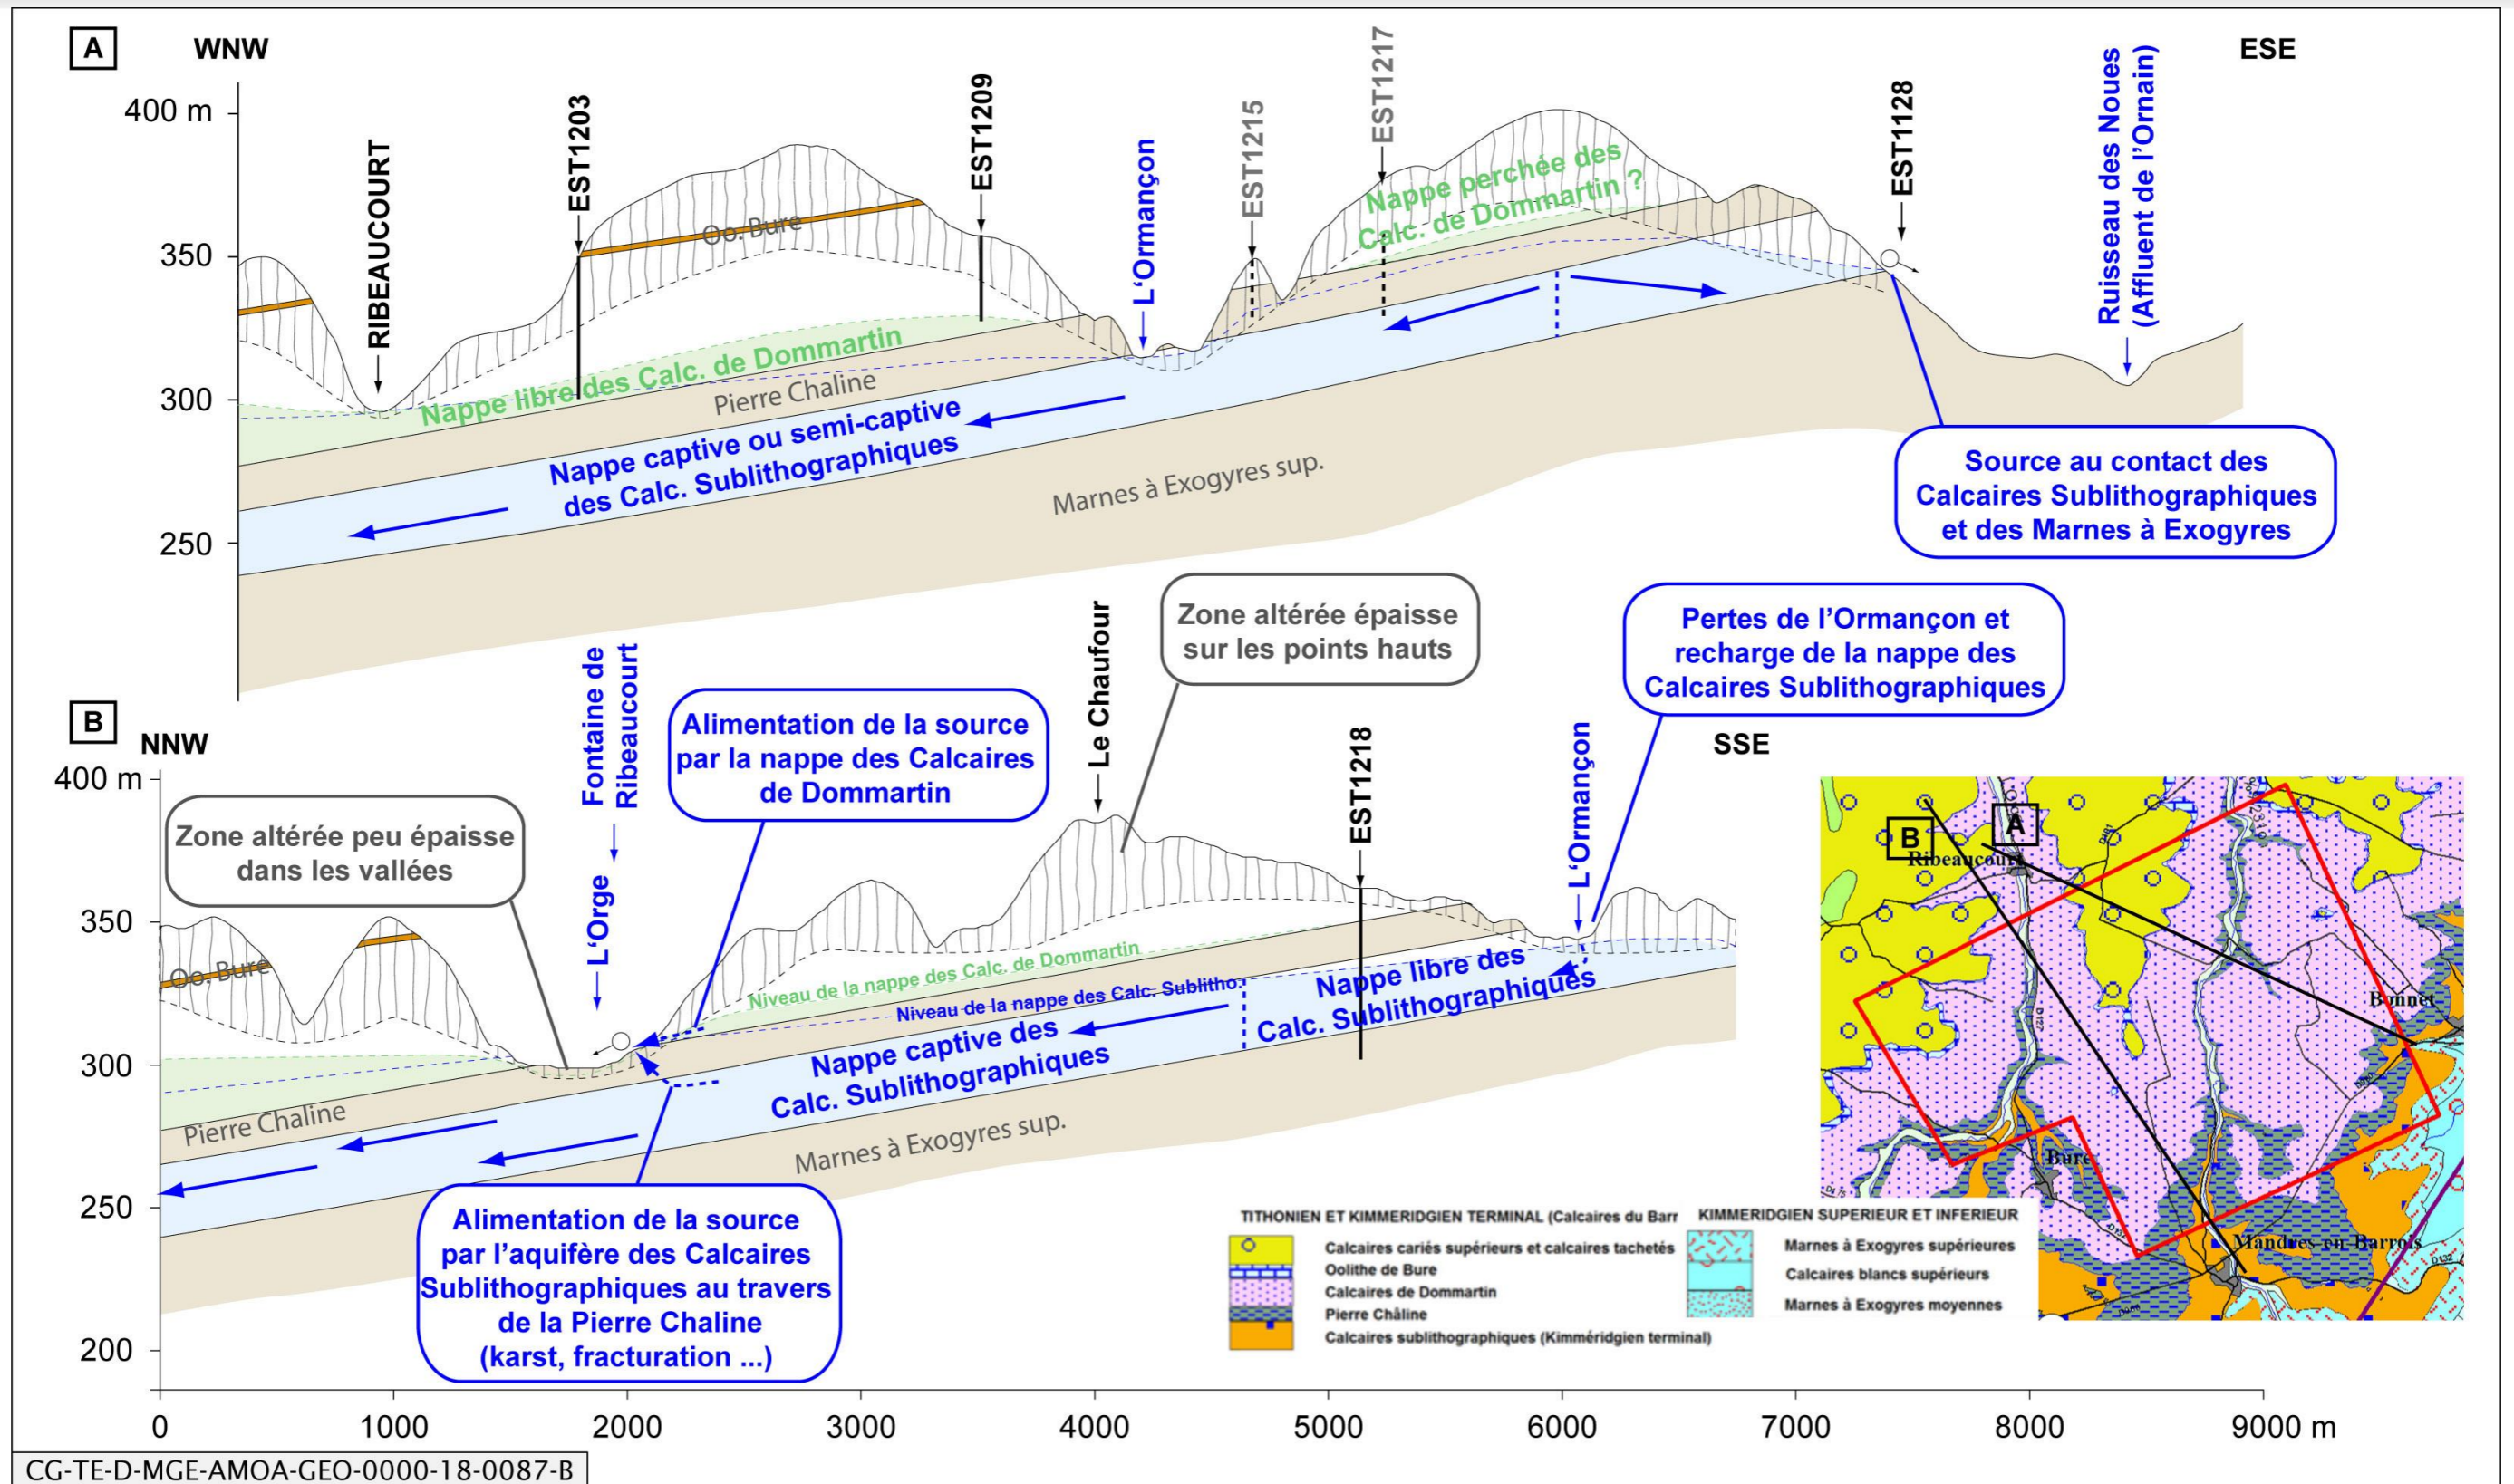 A
WNW
ESE
400 m
350
300
250
RIBEAUCOURT
EST1203
EST1209
L'Ormançon
EST1215
EST1217
EST1128
Ruisseau des Noues
(Affluent de l'Ornain)
Oo. Bure
Nappe perchée des
Calc. de Dommartin ?
Nappe libre des Calc. de Dommartin
Pierre Chaline
Nappe captive ou semi-captive
des Calc. Sublithographiques
Marnes à Exogyres sup.
Source au contact des
Calcaires Sublithographiques
et des Marnes à Exogyres
B
NNW
SSE
400 m
350
300
250
200
Zone altérée peu épaisse
dans les vallées
L'Orge
Fontaine de
Ribeaucourt
Alimentation de la source
par la nappe des Calcaires
de Dommartin
Le Chaufour
Zone altérée épaisse
sur les points hauts
EST1218
L'Ormançon
Pertes de l'Ormançon et
recharge de la nappe des
Calcaires Sublithographiques
Oo. Bure
Niveau de la nappe des Calc. de Dommartin
Niveau de la nappe des Calc. Sublitho.
Nappe libre des
Calc. Sublithographiques
Nappe captive des
Calc. Sublithographiques
Pierre Chaline
Marnes à Exogyres sup.
Alimentation de la source
par l'aquifère des Calcaires
Sublithographiques au travers
de la Pierre Chaline
(karst, fracturation ...)
B
A
Ribeaucourt
Bonnet
Bure
Mandres-en-Barrois
D127
D132
TITHONIEN ET KIMMERIDGIEN TERMINAL (Calcaires du Barr
Calcaires cariés supérieurs et calcaires tachetés
Oolithe de Bure
Calcaires de Dommartin
Pierre Châline
Calcaires sublithographiques (Kimméridgien terminal)
KIMMERIDGIEN SUPERIEUR ET INFERIEUR
Marnes à Exogyres supérieures
Calcaires blancs supérieurs
Marnes à Exogyres moyennes
0 1000 2000 3000 4000 5000 6000 7000 8000 9000 m
CG-TE-D-MGE-AMOA-GEO-0000-18-0087-B